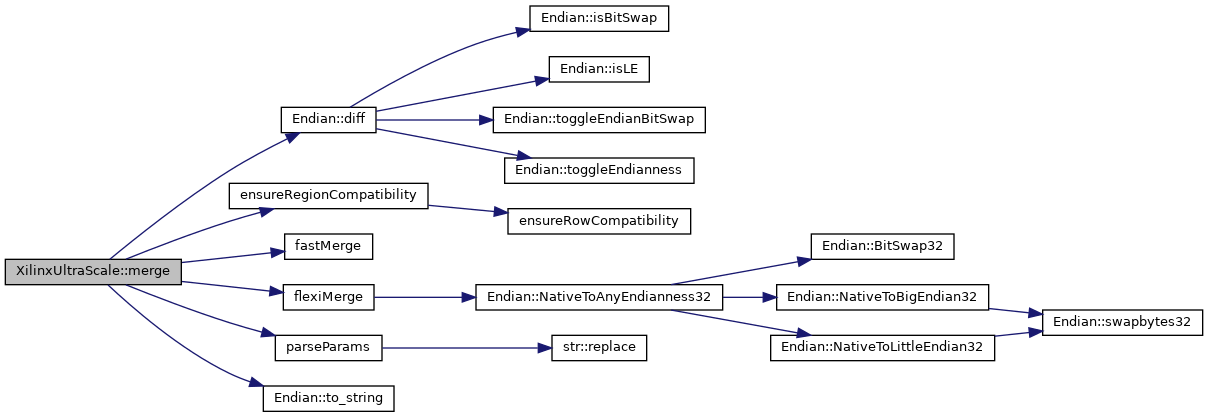 XilinxUltraScale::merge
Endian::diff
Endian::isBitSwap
Endian::isLE
Endian::toggleEndianBitSwap
Endian::toggleEndianness
ensureRegionCompatibility
ensureRowCompatibility
fastMerge
flexiMerge
Endian::NativeToAnyEndianness32
Endian::BitSwap32
Endian::NativeToBigEndian32
Endian::swapbytes32
Endian::NativeToLittleEndian32
parseParams
str::replace
Endian::to_string